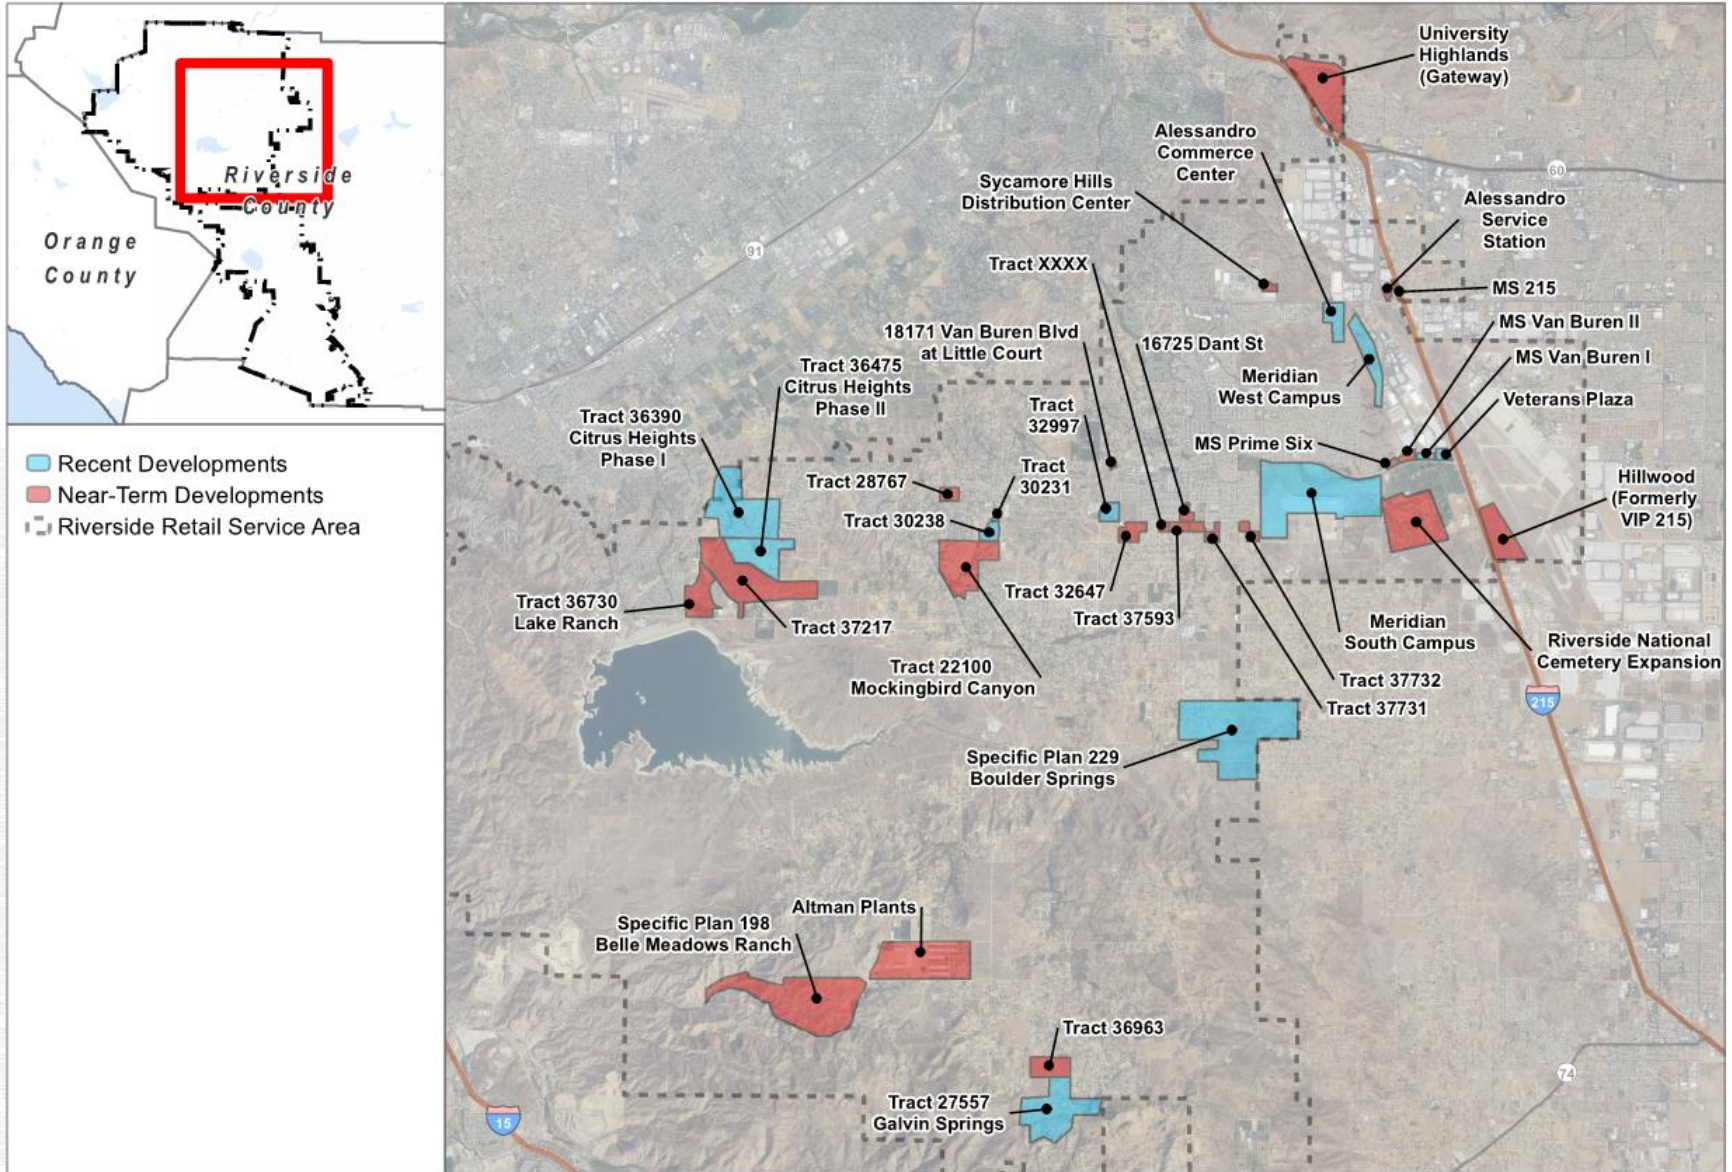 Riverside
County
Orange
County
Recent Developments
Near-Term Developments
Riverside Retail Service Area
University
Highlands
(Gateway)
Alessandro
Commerce
Center
60
Sycamore Hills
Distribution Center
Alessandro
Service
Station
91
Tract XXXX
MS 215
MS Van Buren II
18171 Van Buren Blvd
at Little Court
16725 Dant St
MS Van Buren I
Tract 36475
Citrus Heights
Phase II
Meridian
West Campus
Veterans Plaza
Tract
32997
Tract 36390
Citrus Heights
Phase I
MS Prime Six
Tract 28767
Tract
30231
Hillwood
(Formerly
VIP 215)
Tract 30238
Tract 36730
Lake Ranch
Tract 32647
Tract 37593
Tract 37217
Meridian
South Campus
Riverside National
Cemetery Expansion
Tract 22100
Mockingbird Canyon
Tract 37732
Tract 37731
215
Specific Plan 229
Boulder Springs
Altman Plants
Specific Plan 198
Belle Meadows Ranch
Tract 36963
74
Tract 27557
Galvin Springs
15